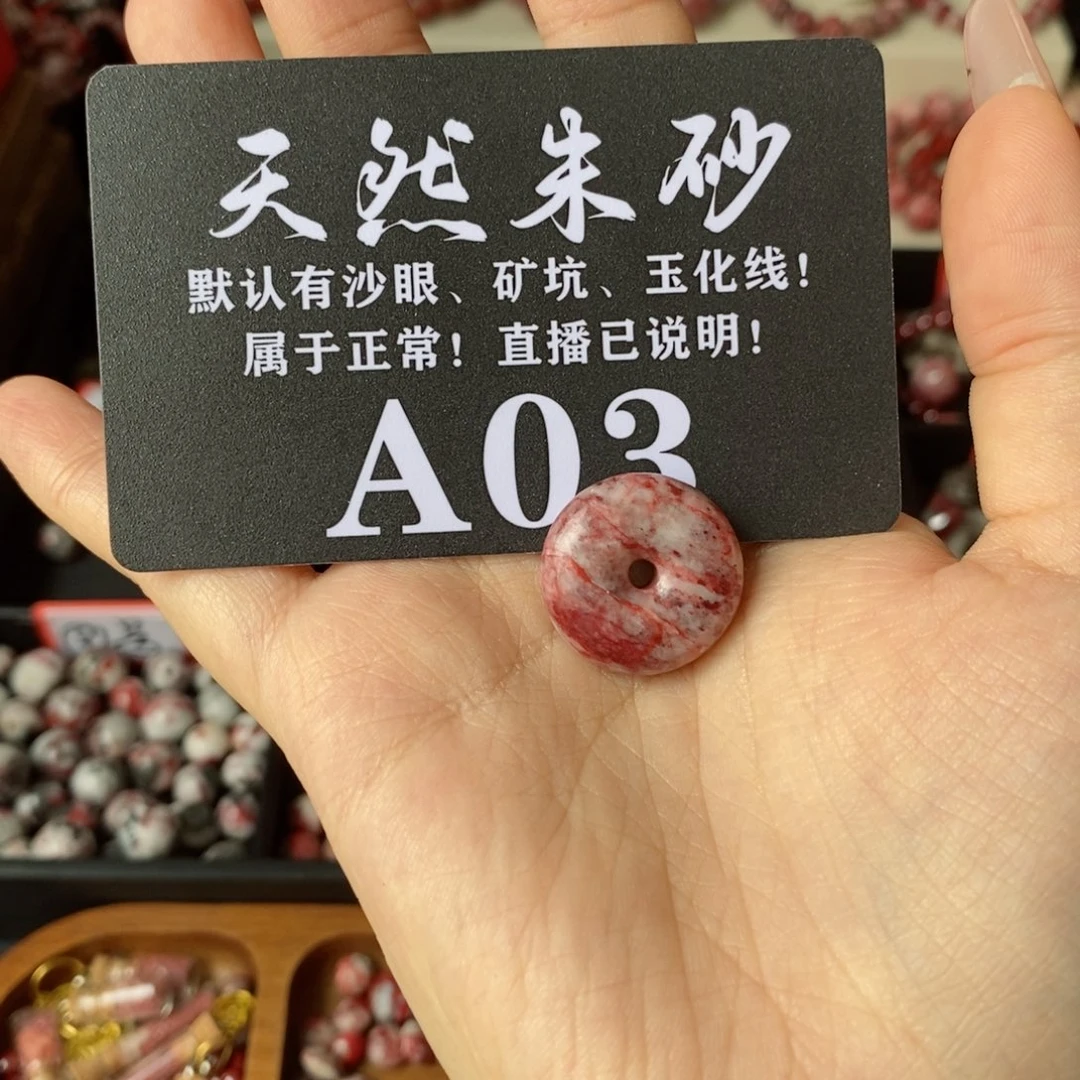 天然朱砂
默认有沙眼、矿坑、玉化线！
属于正常！直播已说明！
A03